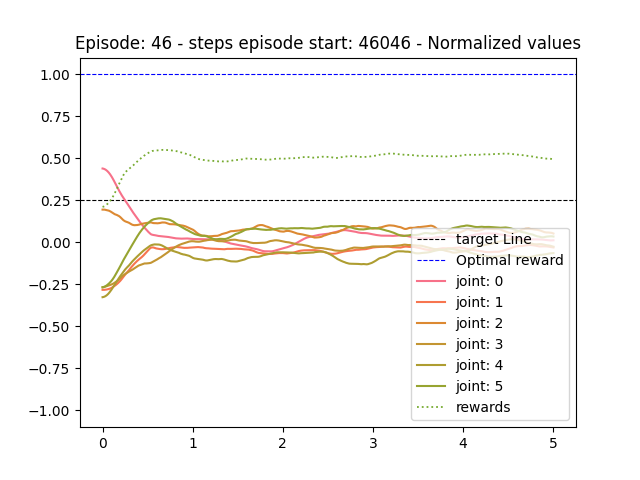 Episode: 46 - steps episode start: 46046 - Normalized values
1.00
0.75
0.50
0.25
0.00
−0.25
−0.50
−0.75
−1.00
target Line
Optimal reward
joint: 0
joint: 1
joint: 2
joint: 3
joint: 4
joint: 5
rewards
0 1 2 3 4 5